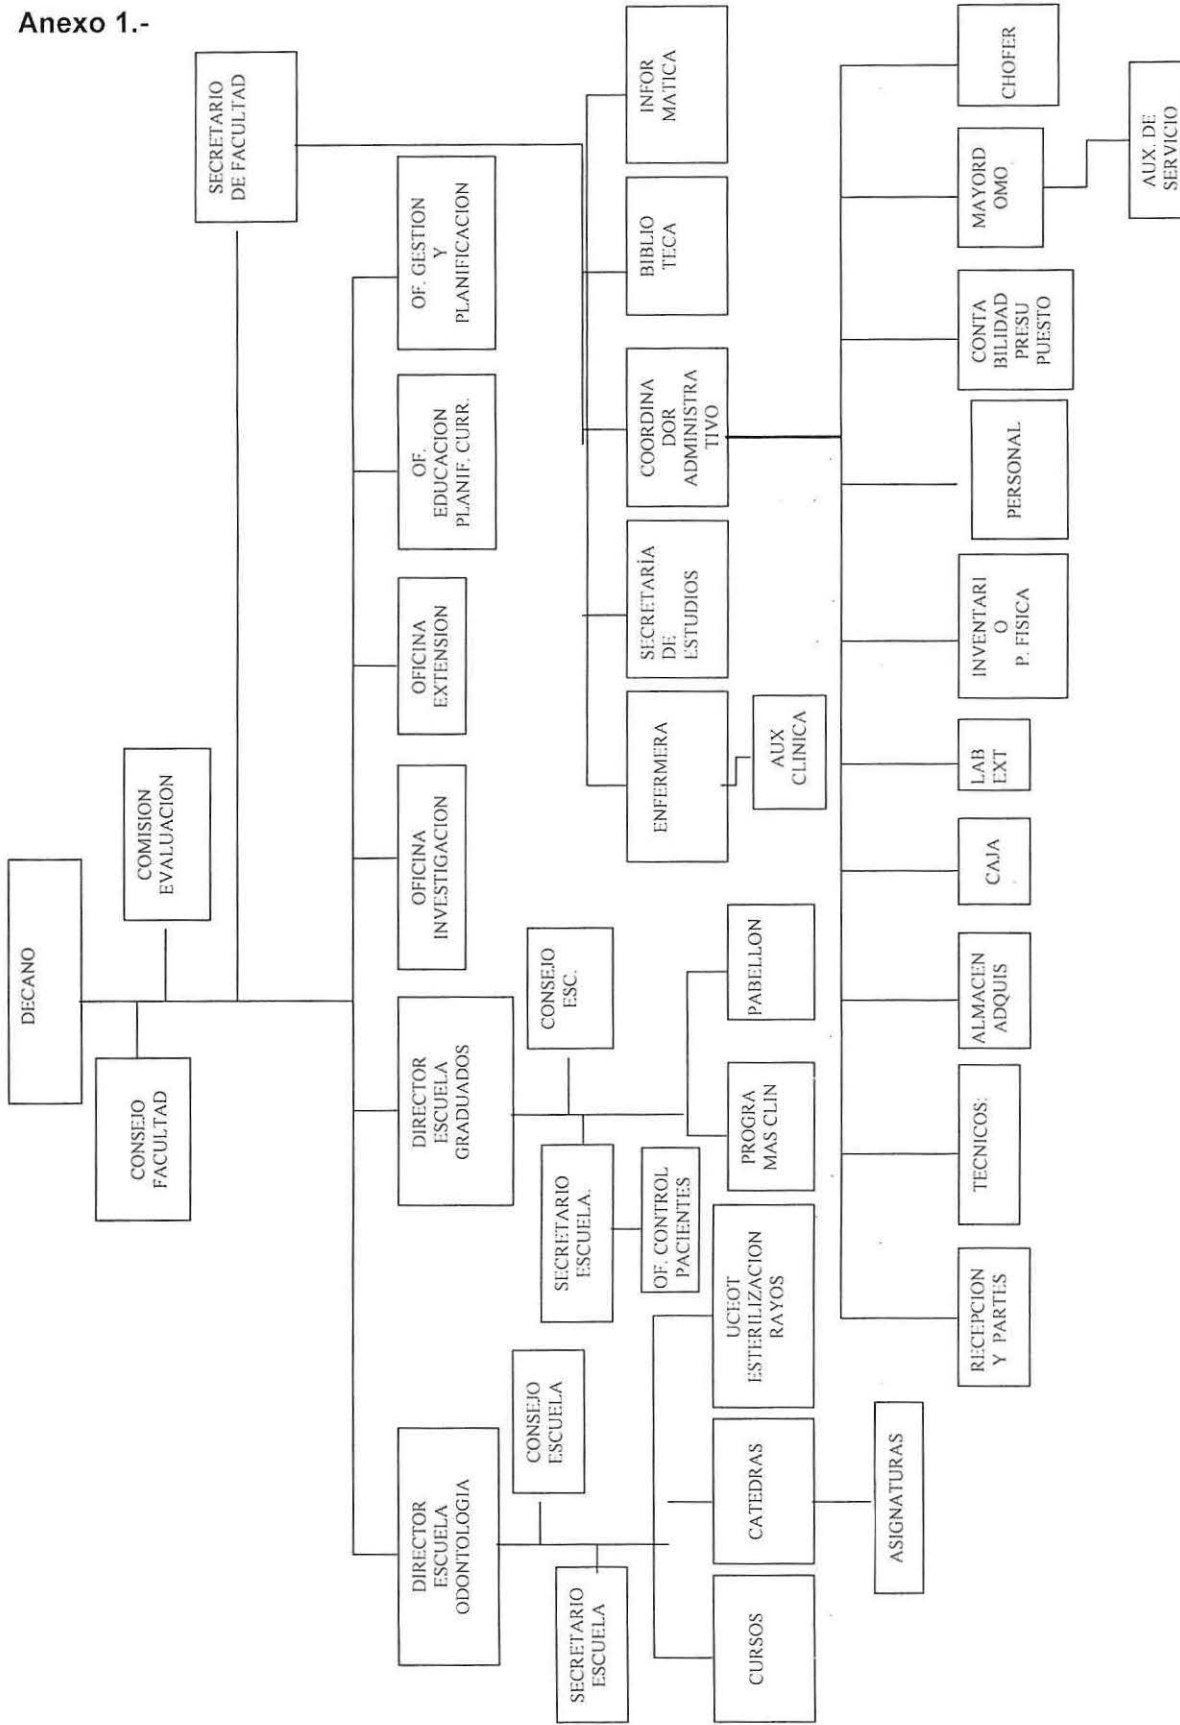 Anexo 1.-
DECANO
CONSEJO
FACULTAD
COMISION
EVALUACION
SECRETARIO
DE FACULTAD
DIRECTOR
ESCUELA
ODONTOLOGIA
DIRECTOR
ESCUELA
GRADUADOS
OFICINA
INVESTIGACION
OFICINA
EXTENSION
OF.
EDUCACION
PLANIF. CURR.
OF. GESTION
Y
PLANIFICACION
CONSEJO
ESCUELA
SECRETARIO
ESCUELA
CONSEJO
ESC.
SECRETARIO
ESCUELA.
OF. CONTROL
PACIENTES
CURSOS
CATEDRAS
UCEOT
ESTERILIZACION
RAYOS
ASIGNATURAS
PROGRA
MAS CLIN
PABELLON
ENFERMERA
SECRETARÍA
DE
ESTUDIOS
COORDINA
DOR
ADMINISTRA
TIVO
BIBLIO
TECA
INFOR
MATICA
AUX
CLINICA
RECEPCION
Y PARTES
TECNICOS:
ALMACEN
ADQUIS
CAJA
LAB
EXT
INVENTARI
O
P. FISICA
PERSONAL
CONTA
BILIDAD
PRESU
PUESTO
MAYORD
OMO
CHOFER
AUX. DE
SERVICIO